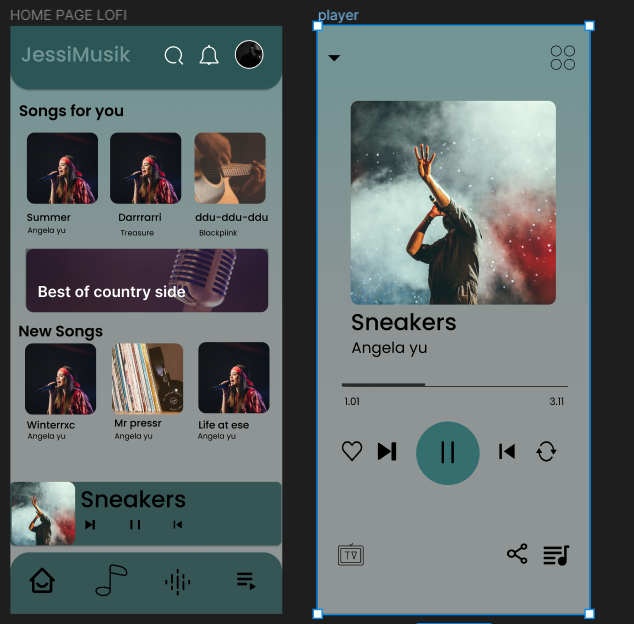 HOME PAGE LOFI
player
JessiMusik
Songs for you
Summer
Angela yu
Darrrarri
Treasure
ddu-ddu-ddu
Blackpiink
Best of country side
New Songs
Winterrxc
Angela yu
Mr pressr
Angela yu
Life at ese
Angela yu
Sneakers
Sneakers
Angela yu
1.01
3.11
TV